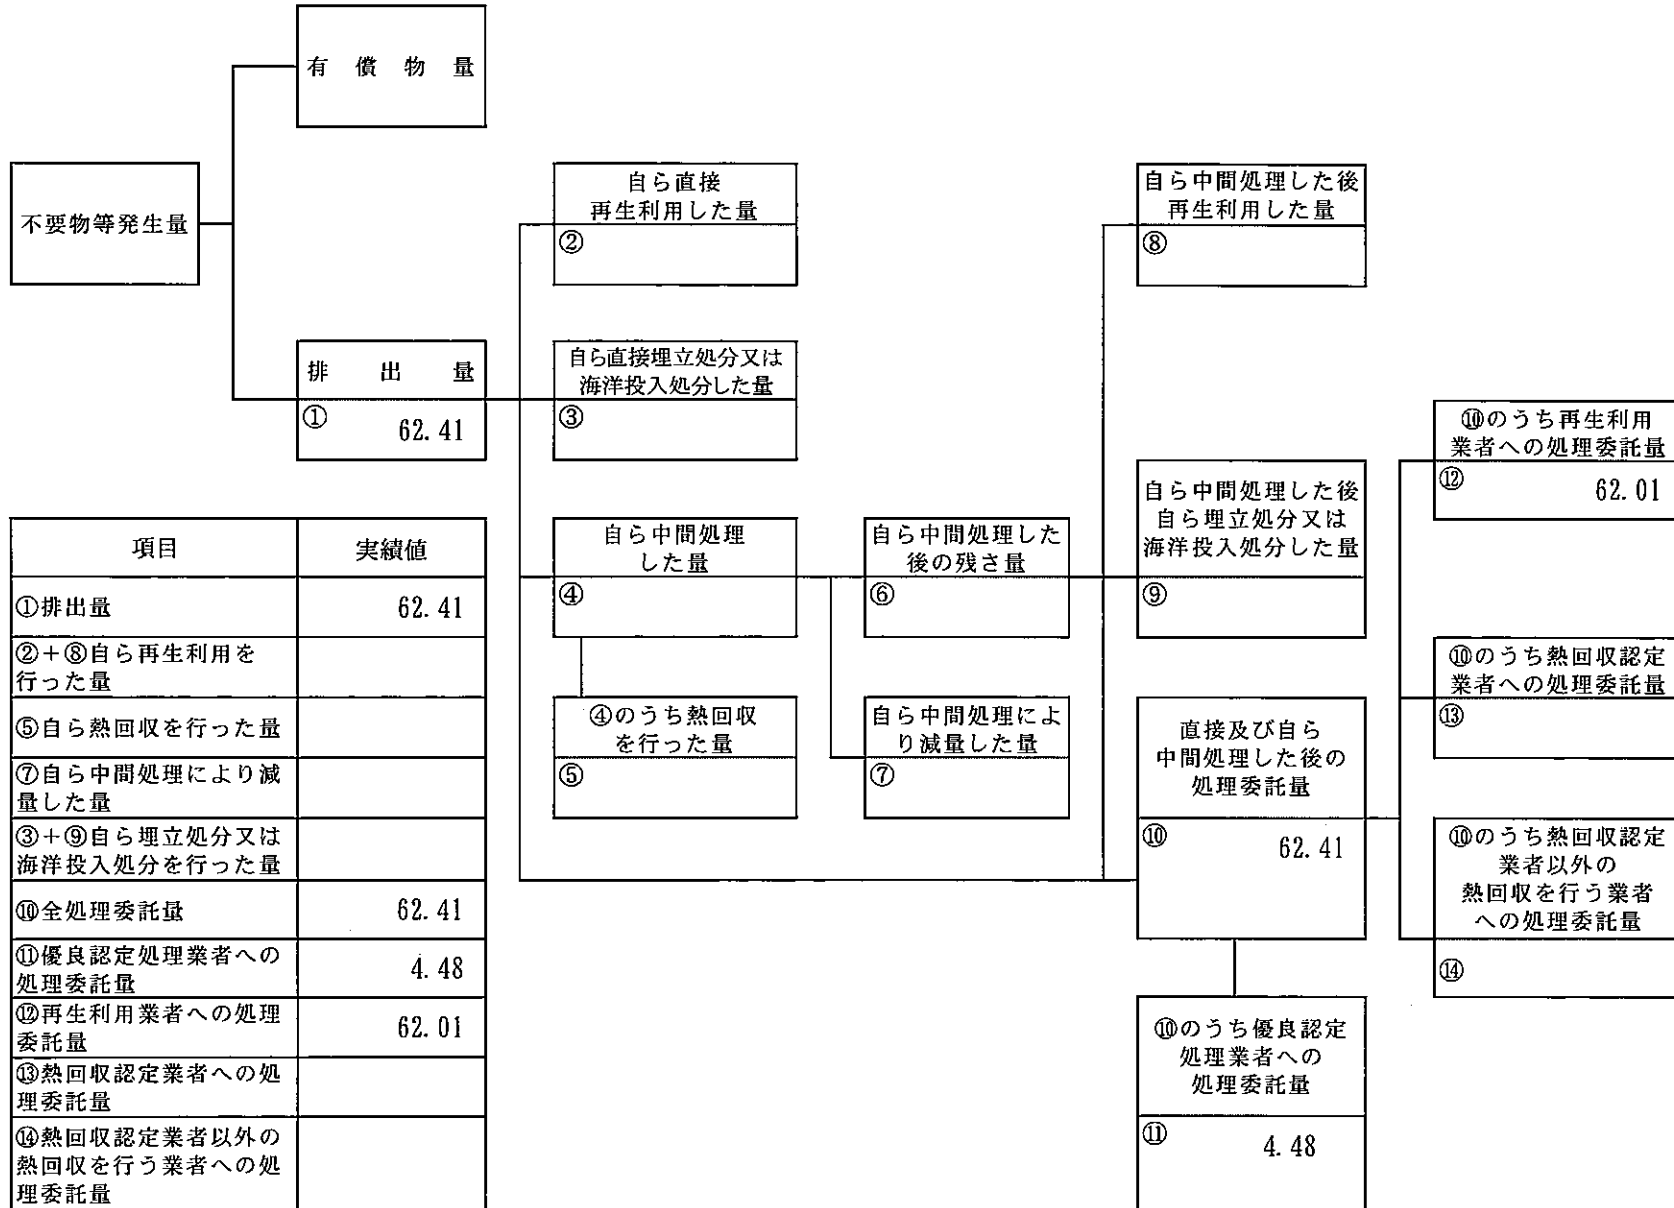 有償物量
不要物等発生量
排出量
① 62.41
自ら直接
再生利用した量
②
自ら直接埋立処分又は
海洋投入処分した量
③
自ら中間処理
した量
④
④のうち熱回収
を行った量
⑤
自ら中間処理した
後の残さ量
⑥
自ら中間処理によ
り減量した量
⑦
自ら中間処理した後
再生利用した量
⑧
自ら中間処理した後
自ら埋立処分又は
海洋投入処分した量
⑨
直接及び自ら
中間処理した後の
処理委託量
⑩ 62.41
⑩のうち優良認定
処理業者への
処理委託量
⑪ 4.48
⑩のうち再生利用
業者への処理委託量
⑫ 62.01
⑩のうち熱回収認定
業者への処理委託量
⑬
⑩のうち熱回収認定
業者以外の
熱回収を行う業者
への処理委託量
⑭
項目 実績値
①排出量 62.41
②+⑧自ら再生利用を
行った量
⑤自ら熱回収を行った量
⑦自ら中間処理により減
量した量
③+⑨自ら埋立処分又は
海洋投入処分を行った量
⑩全処理委託量 62.41
⑪優良認定処理業者への
処理委託量 4.48
⑫再生利用業者への処理
委託量 62.01
⑬熱回収認定業者への処
理委託量
⑭熱回収認定業者以外の
熱回収を行う業者への処
理委託量